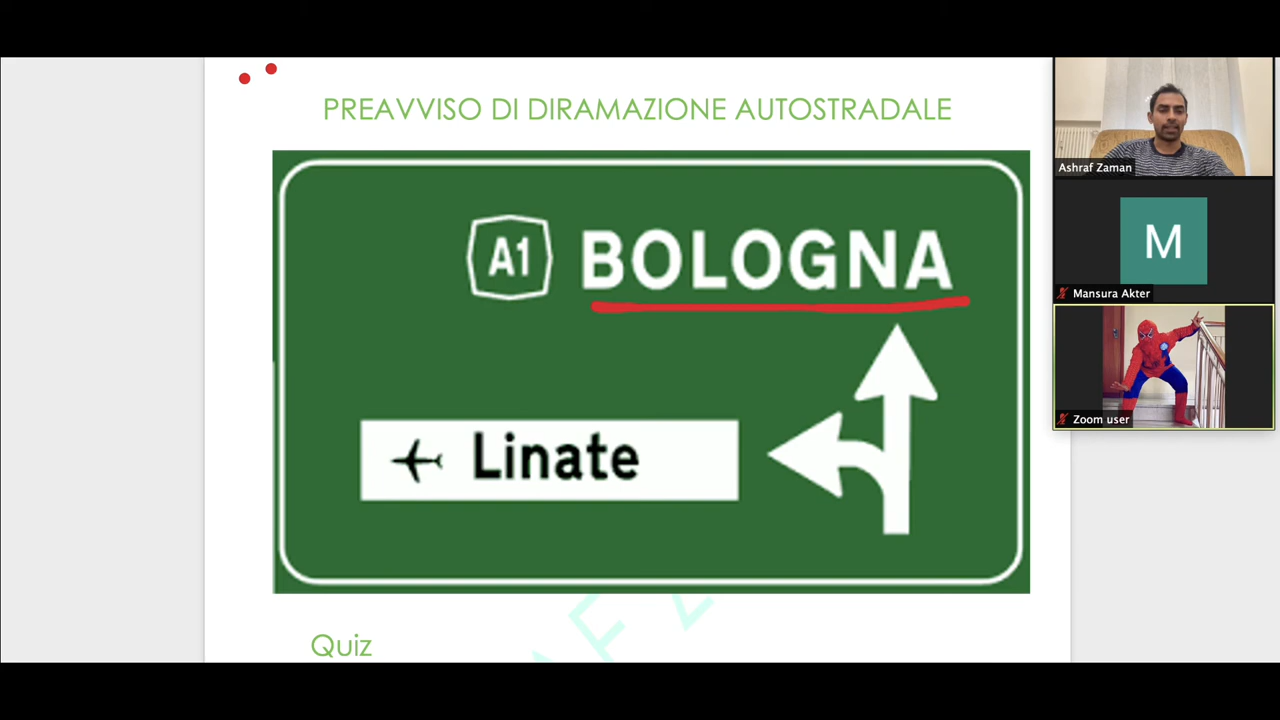 PREAVVISO DI DIRAMAZIONE AUTOSTRADALE
A1 BOLOGNA
Linate
Quiz
Ashraf Zaman
M
Mansura Akter
Zoom user